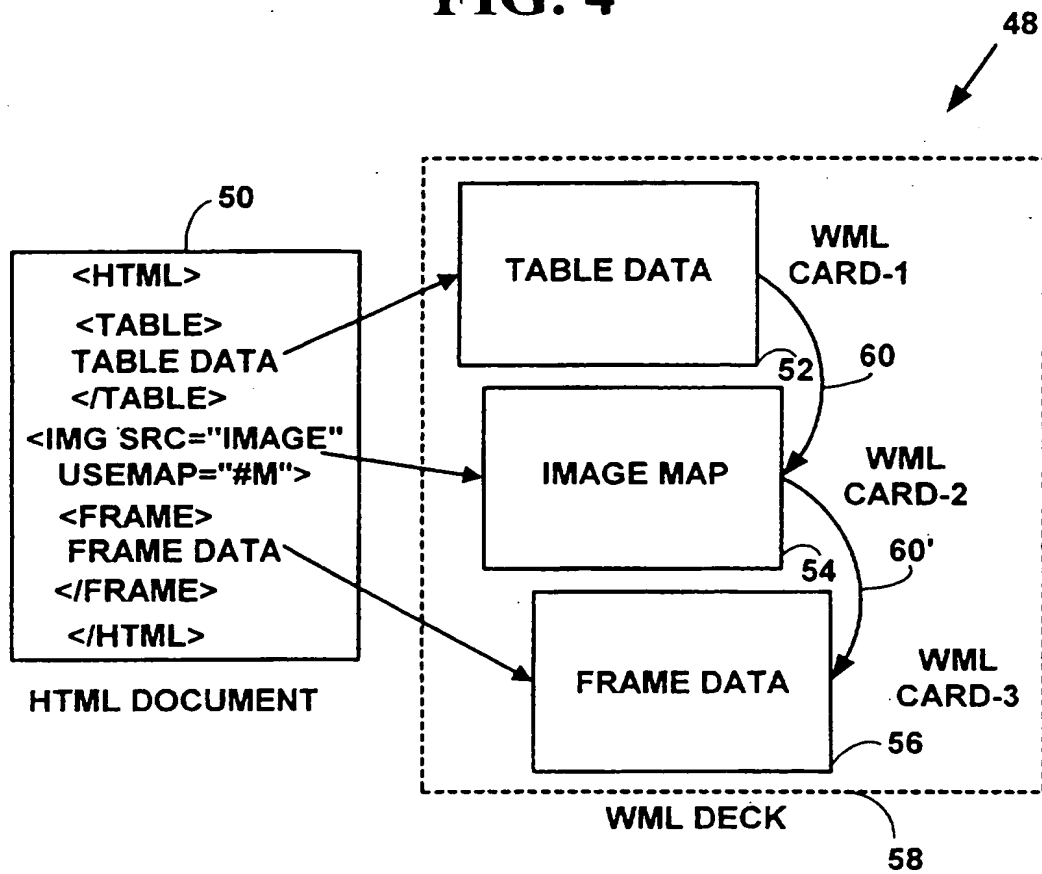 FIG. 4
48
50
<HTML>
<TABLE>
TABLE DATA
</TABLE>
<IMG SRC="IMAGE"
USEMAP="#M">
<FRAME>
FRAME DATA
</FRAME>
</HTML>
HTML DOCUMENT
TABLE DATA
WML
CARD-1
52
60
IMAGE MAP
WML
CARD-2
54
60'
FRAME DATA
WML
CARD-3
56
WML DECK
58